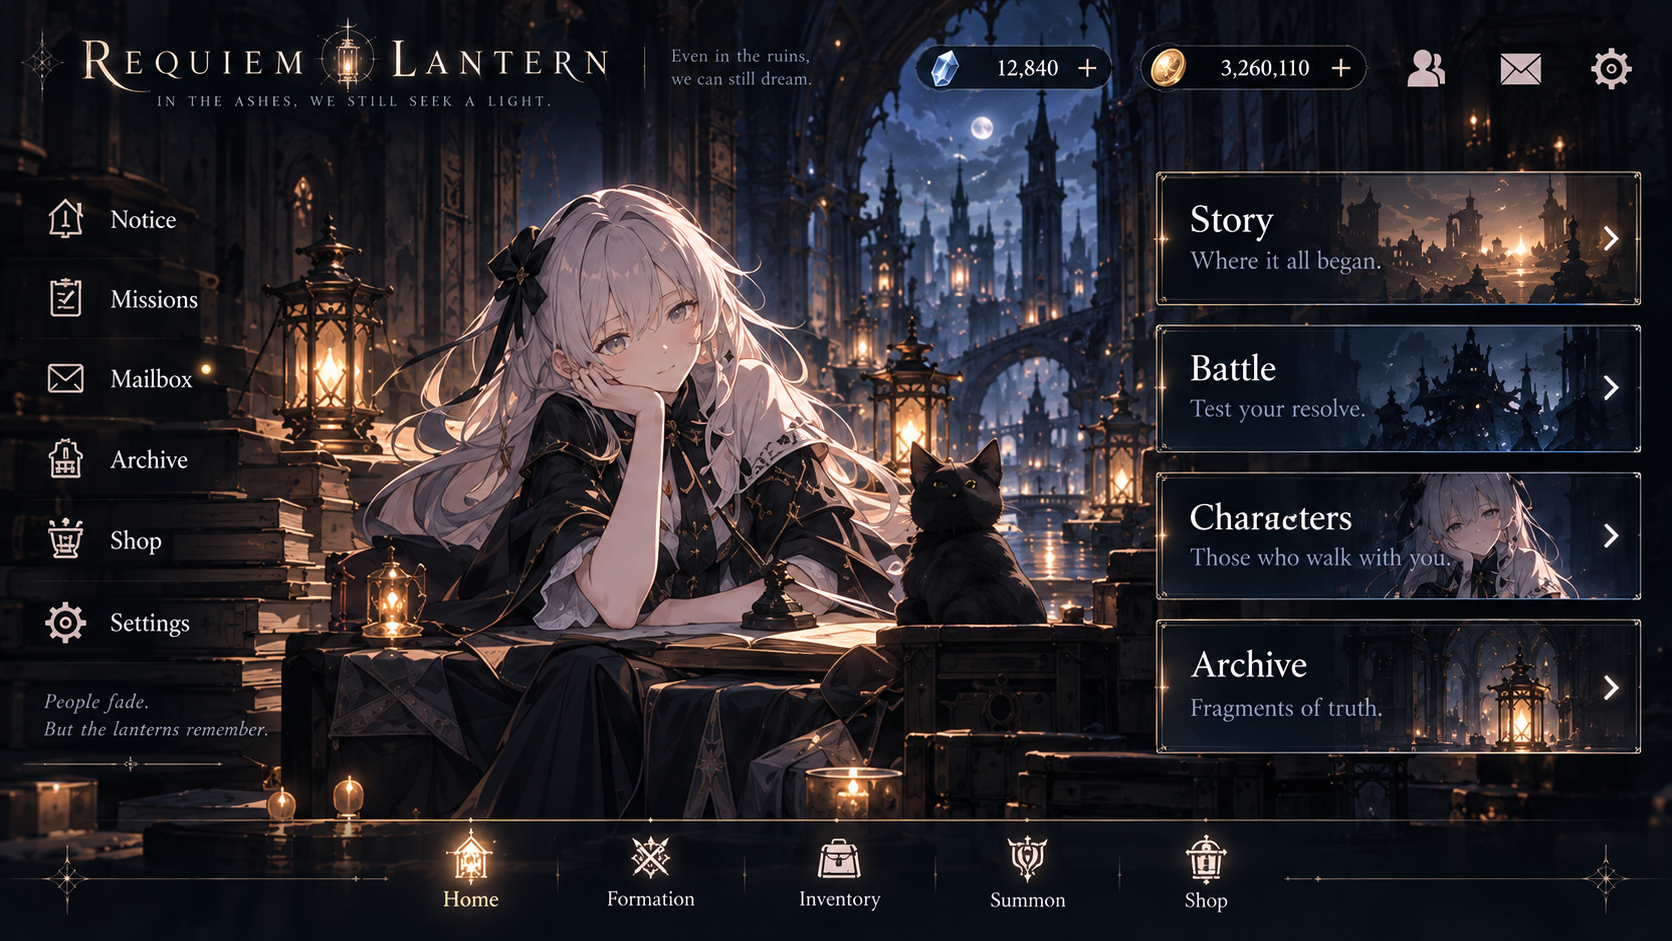 REQUIEM LANTERN
IN THE ASHES, WE STILL SEEK A LIGHT.
Even in the ruins,
we can still dream.
12,840 +
3,260,110 +
Notice
Missions
Mailbox
Archive
Shop
Settings
People fade.
But the lanterns remember.
Story
Where it all began.
Battle
Test your resolve.
Characters
Those who walk with you.
Archive
Fragments of truth.
Home
Formation
Inventory
Summon
Shop